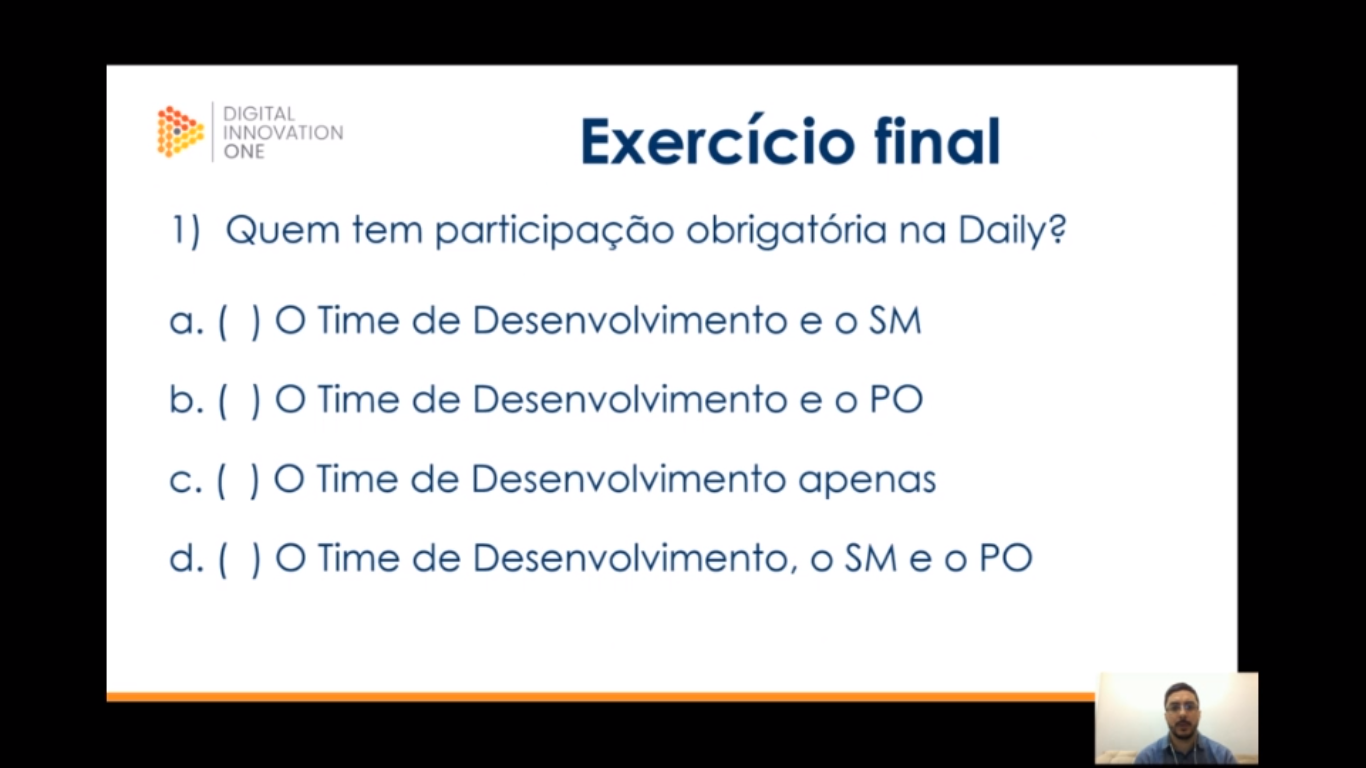 DIGITAL
INNOVATION
ONE
Exercício final
1) Quem tem participação obrigatória na Daily?
a. ( ) O Time de Desenvolvimento e o SM
b. ( ) O Time de Desenvolvimento e o PO
c. ( ) O Time de Desenvolvimento apenas
d. ( ) O Time de Desenvolvimento, o SM e o PO